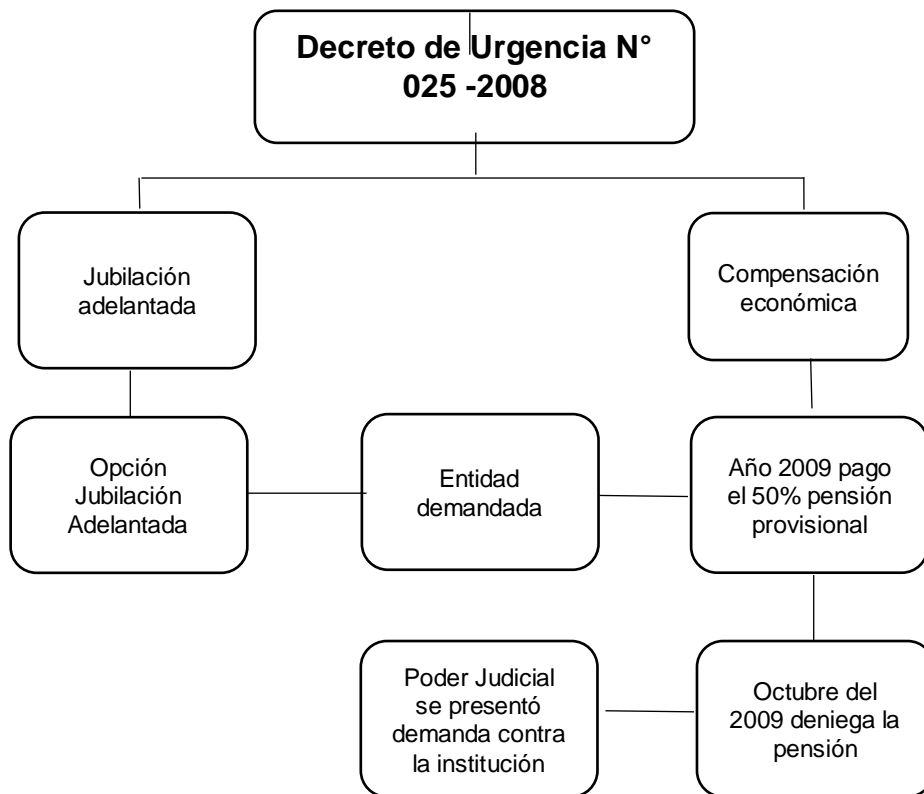 Decreto de Urgencia N°
025 -2008
Jubilación
adelantada
Compensación
económica
Opción
Jubilación
Adelantada
Entidad
demandada
Año 2009 pago
el 50% pensión
provisional
Poder Judicial
se presentó
demanda contra
la institución
Octubre del
2009 deniega la
pensión